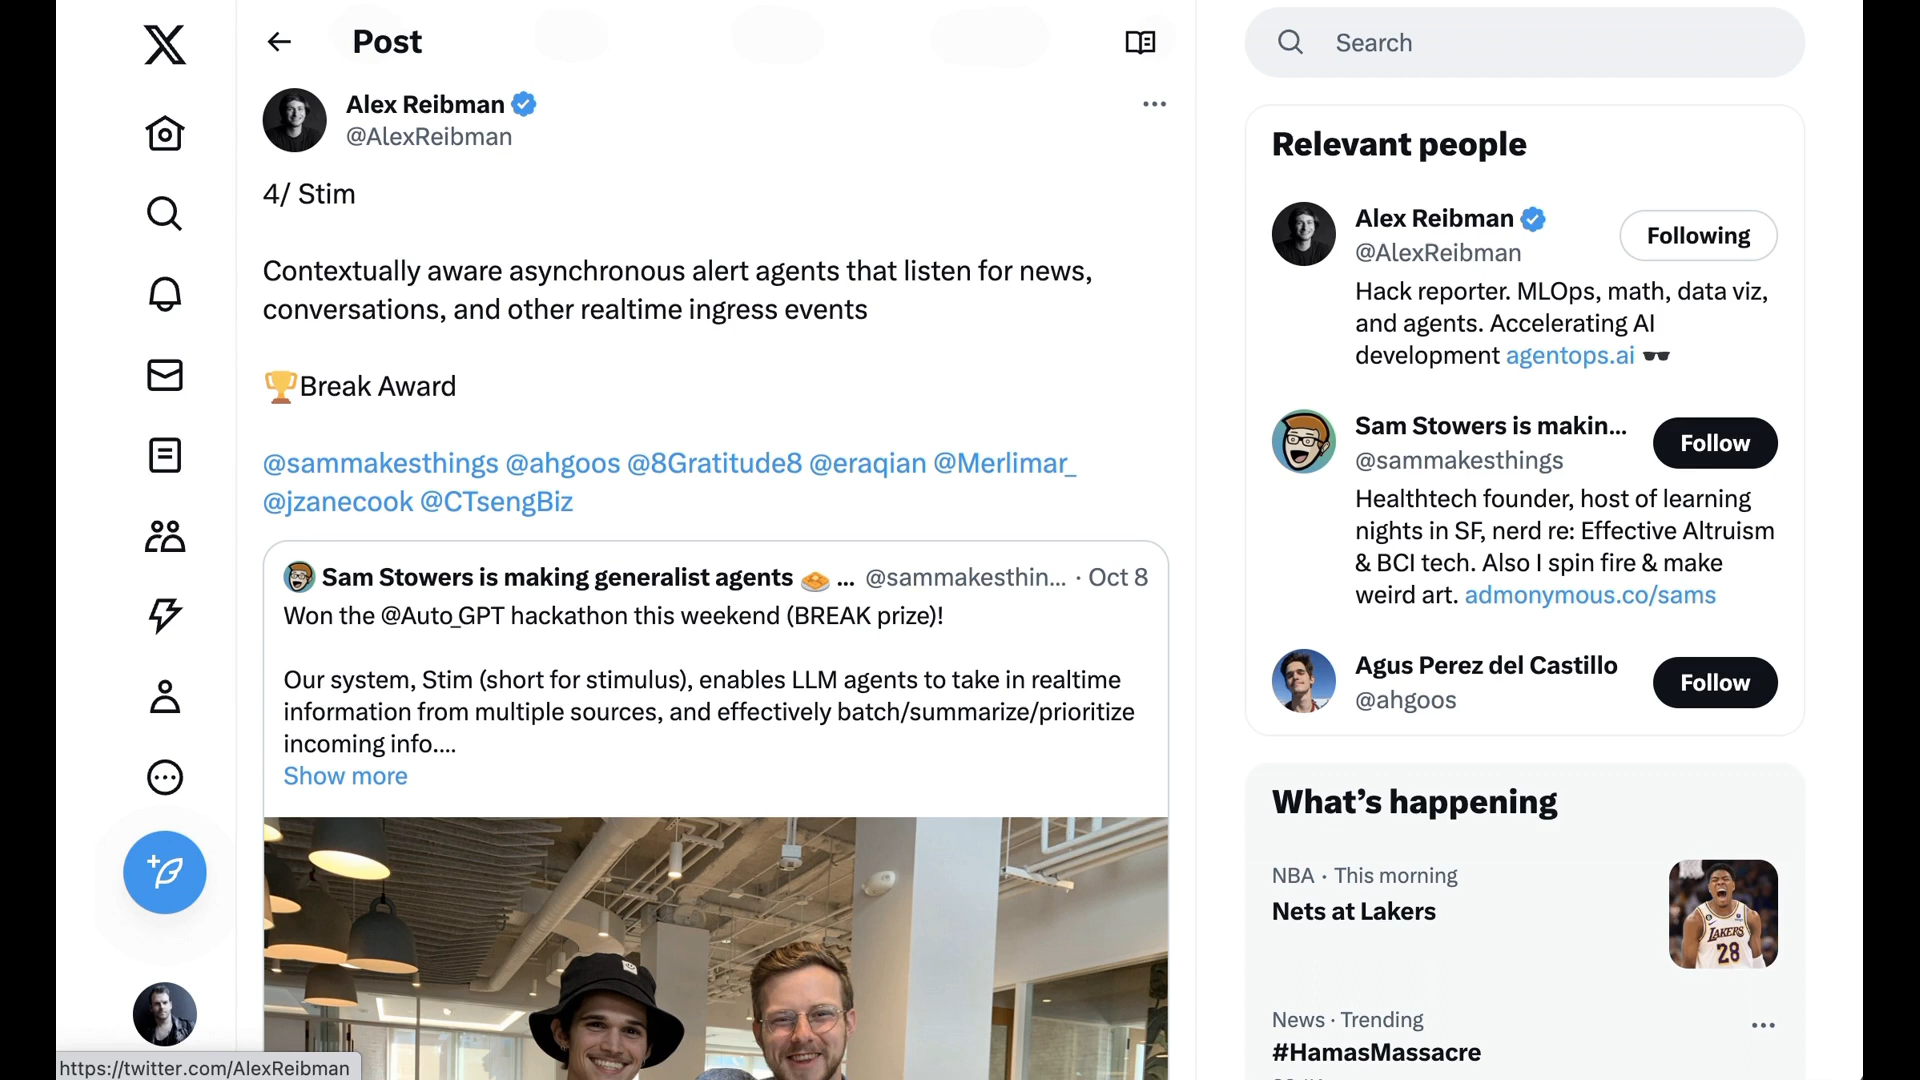 Post
Alex Reibman
@AlexReibman
4/ Stim
Contextually aware asynchronous alert agents that listen for news,
conversations, and other realtime ingress events
🏆Break Award
@sammakesthings @ahgoos @8Gratitude8 @eraqian @Merlimar_
@jzanecook @CTsengBiz
Sam Stowers is making generalist agents 🧇 ... @sammakesthin... · Oct 8
Won the @Auto_GPT hackathon this weekend (BREAK prize)!
Our system, Stim (short for stimulus), enables LLM agents to take in realtime
information from multiple sources, and effectively batch/summarize/prioritize
incoming info....
Show more
https://twitter.com/AlexReibman
Search
Relevant people
Alex Reibman
@AlexReibman
Following
Hack reporter. MLOps, math, data viz,
and agents. Accelerating AI
development agentops.ai 🕶️
Sam Stowers is makin...
@sammakesthings
Follow
Healthtech founder, host of learning
nights in SF, nerd re: Effective Altruism
& BCI tech. Also I spin fire & make
weird art. admonymous.co/sams
Agus Perez del Castillo
@ahgoos
Follow
What’s happening
NBA · This morning
Nets at Lakers
LAKERS
28
News · Trending
#HamasMassacre